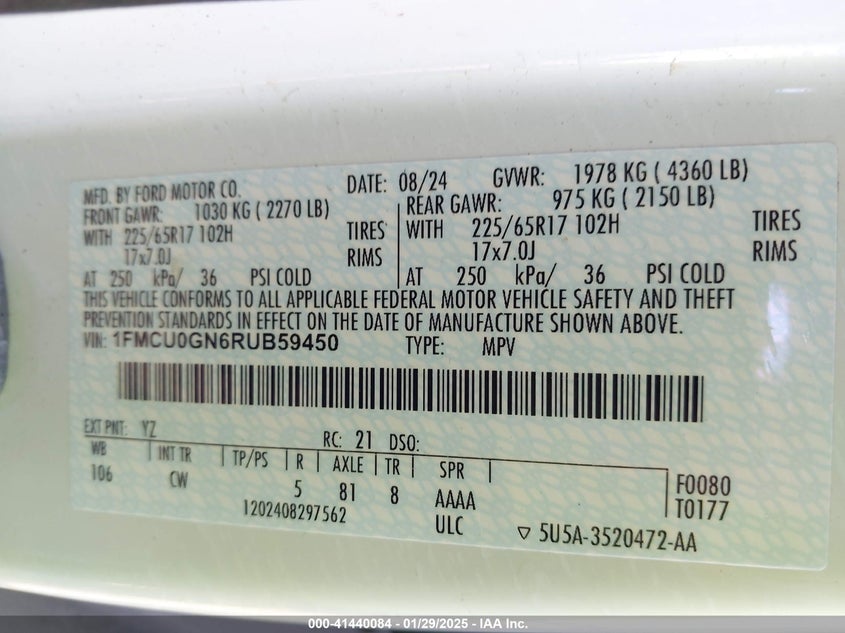 MFD. BY FORD MOTOR CO. DATE: 08/24 GVWR: 1978 KG ( 4360 LB)
FRONT GAWR: 1030 KG ( 2270 LB) REAR GAWR: 975 KG ( 2150 LB)
WITH 225/65R17 102H TIRES WITH 225/65R17 102H TIRES
17x7.0J RIMS 17x7.0J RIMS
AT 250 kPa/ 36 PSI COLD AT 250 kPa/ 36 PSI COLD
THIS VEHICLE CONFORMS TO ALL APPLICABLE FEDERAL MOTOR VEHICLE SAFETY AND THEFT
PREVENTION STANDARDS IN EFFECT ON THE DATE OF MANUFACTURE SHOWN ABOVE.
VIN: 1FMCU0GN6RUB59450 TYPE: MPV
EXT PNT: YZ RC: 21 DSO:
WB INT TR TP/PS R AXLE TR SPR
106 CW 5 81 8 AAAA F0080
1202408297562 ULC T0177
▽ 5U5A-3520472-AA
000-41440084 - 01/29/2025 - IAA Inc.